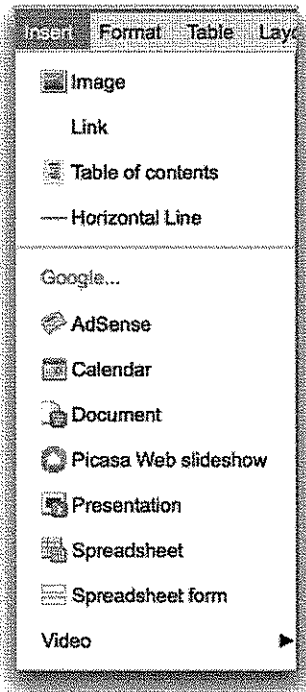 Insert Format Table Layo
Image
Link
Table of contents
Horizontal Line
Google...
AdSense
Calendar
Document
Picasa Web slideshow
Presentation
Spreadsheet
Spreadsheet form
Video